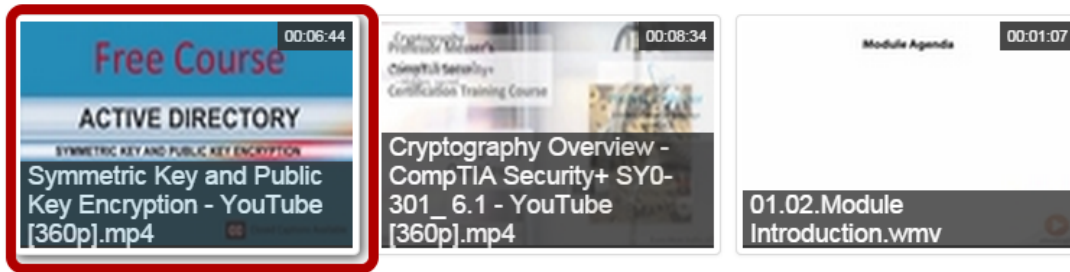 00:06:44
Free Course
ACTIVE DIRECTORY
SYMMETRIC KEY AND PUBLIC KEY ENCRYPTION
Symmetric Key and Public
Key Encryption - YouTube
[360p].mp4
00:08:34
Cryptography
Professor Messer's
CompTIA Security+
Certification Training Course
Cryptography Overview -
CompTIA Security+ SY0-
301_ 6.1 - YouTube
[360p].mp4
00:01:07
Module Agenda
01.02.Module
Introduction.wmv